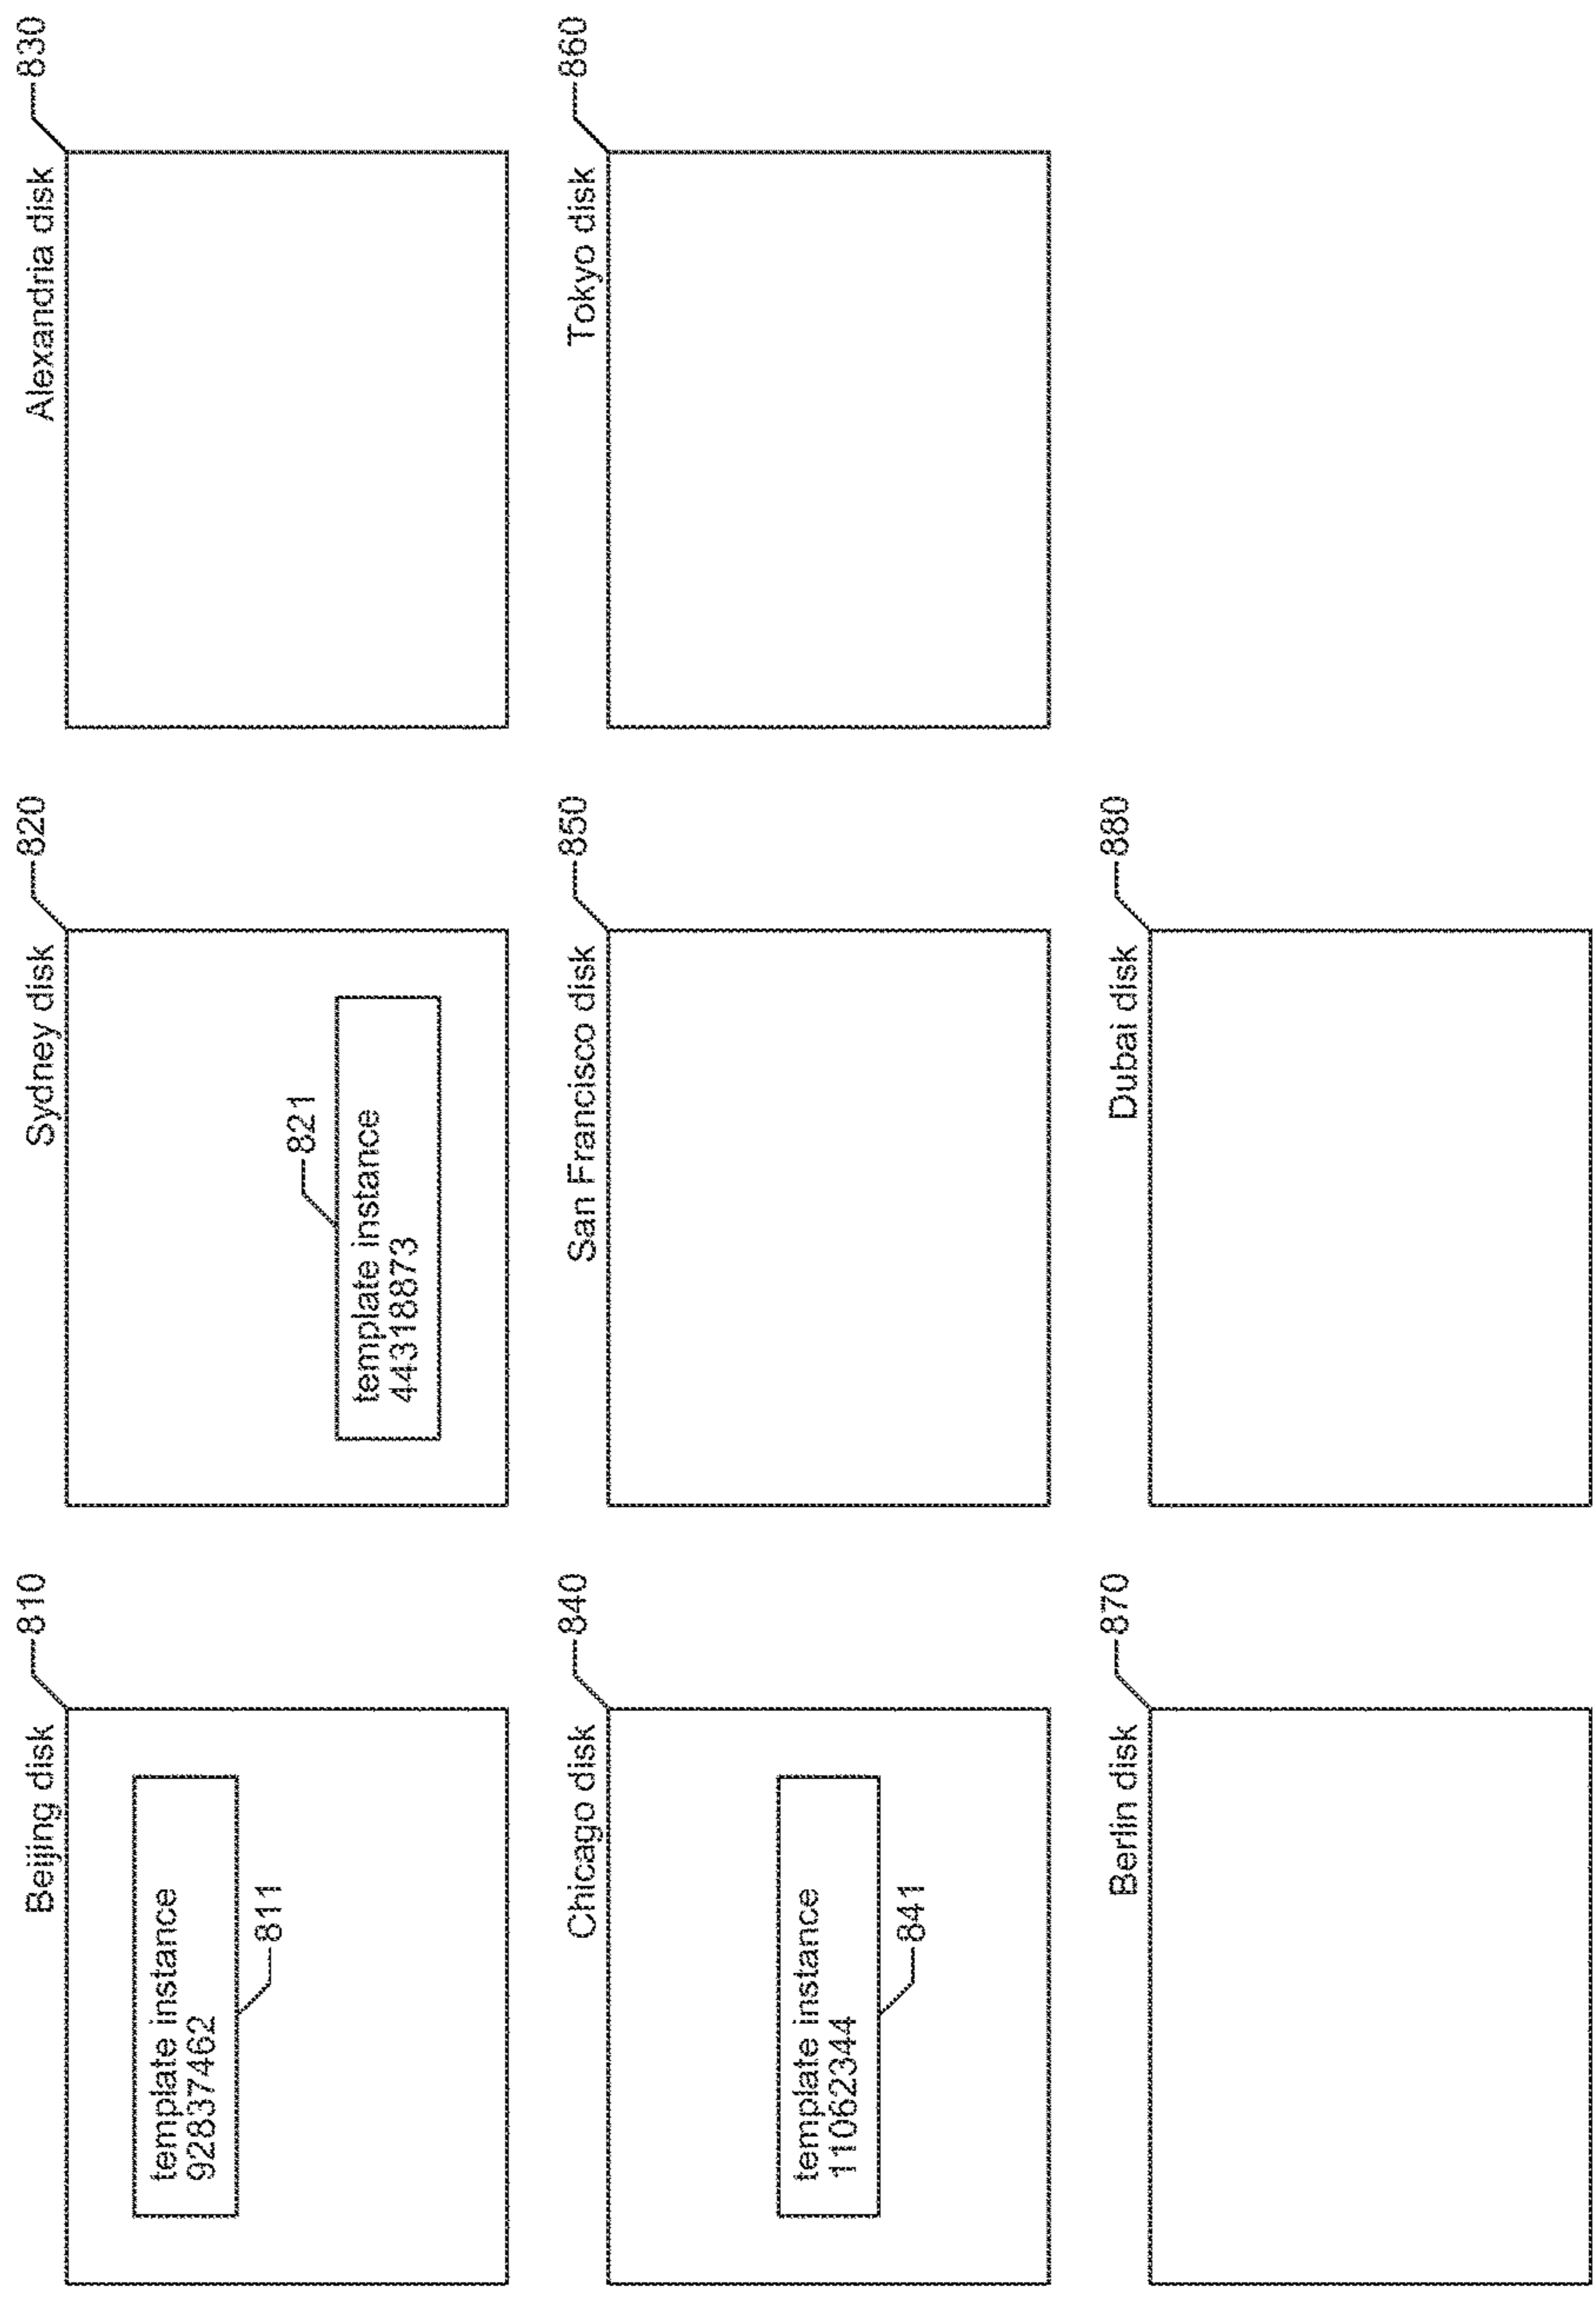 Beijing disk
810
template instance
92837462
811
Sydney disk
820
821
template instance
44318873
Alexandria disk
830
Chicago disk
840
template instance
11062344
841
San Francisco disk
850
Tokyo disk
860
Berlin disk
870
Dubai disk
880